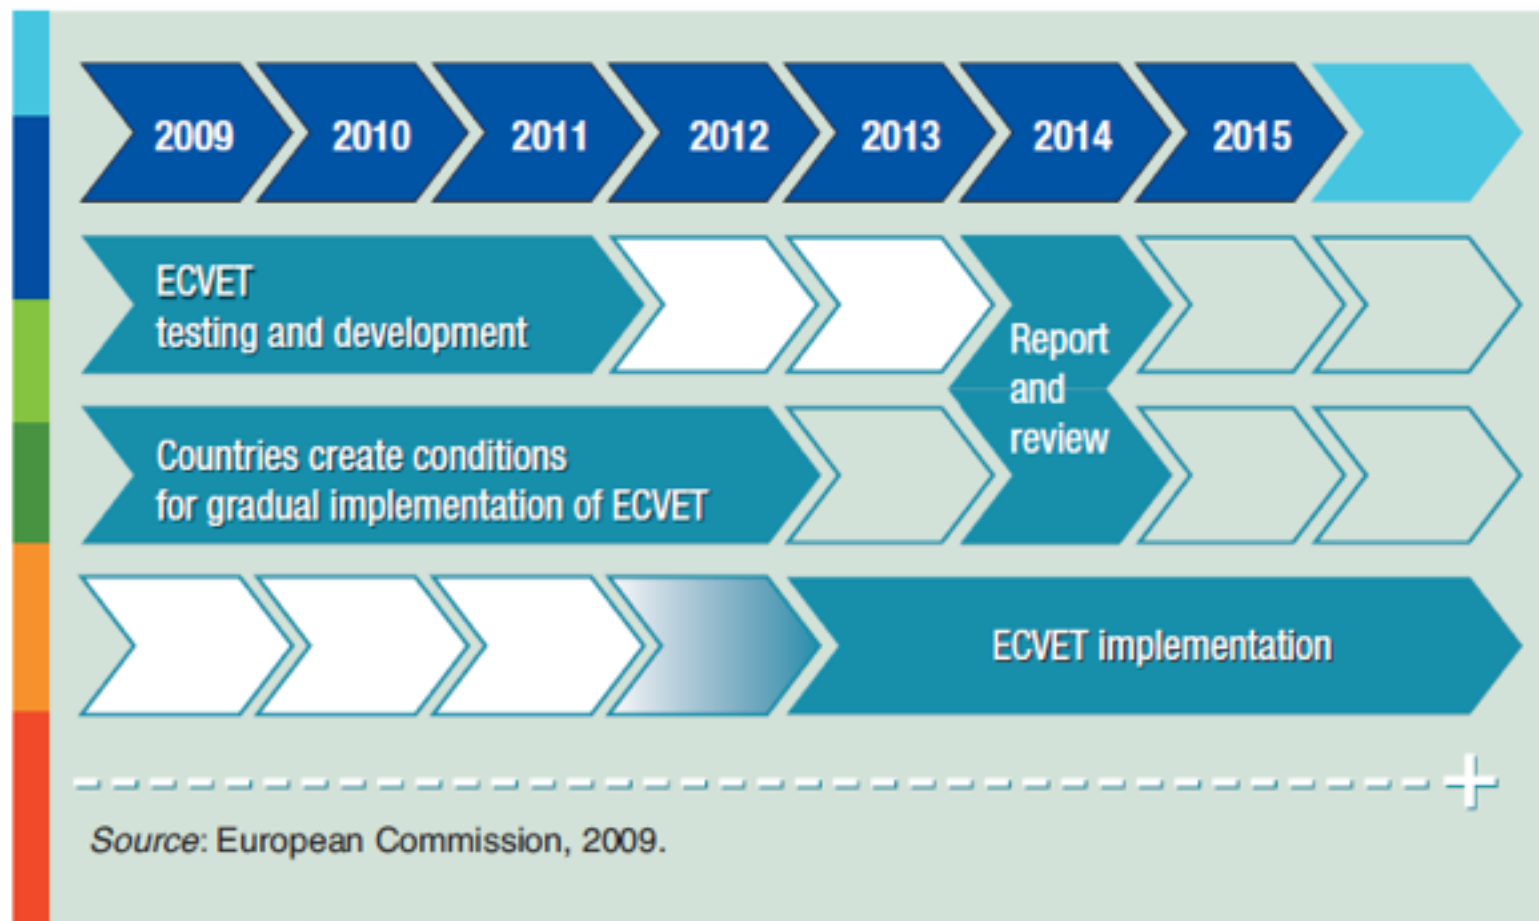 2009 2010 2011 2012 2013 2014 2015
ECVET
testing and development
Report
and
review
Countries create conditions
for gradual implementation of ECVET
ECVET implementation
Source: European Commission, 2009.